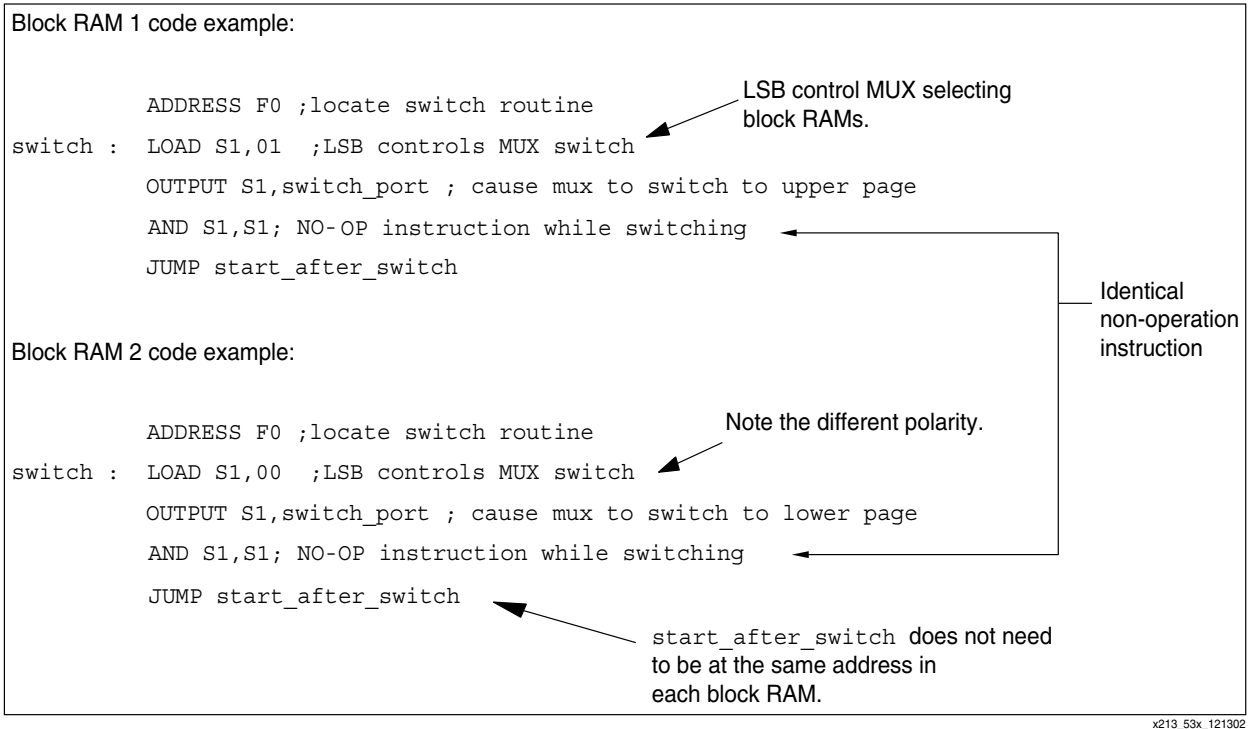 Block RAM 1 code example:
ADDRESS F0 ;locate switch routine
LSB control MUX selecting
block RAMs.
switch : LOAD S1,01 ;LSB controls MUX switch
OUTPUT S1,switch_port ; cause mux to switch to upper page
AND S1,S1; NO-OP instruction while switching
JUMP start_after_switch
Identical
non-operation
instruction
Block RAM 2 code example:
ADDRESS F0 ;locate switch routine
Note the different polarity.
switch : LOAD S1,00 ;LSB controls MUX switch
OUTPUT S1,switch_port ; cause mux to switch to lower page
AND S1,S1; NO-OP instruction while switching
JUMP start_after_switch
start_after_switch does not need
to be at the same address in
each block RAM.
x213_53x_121302